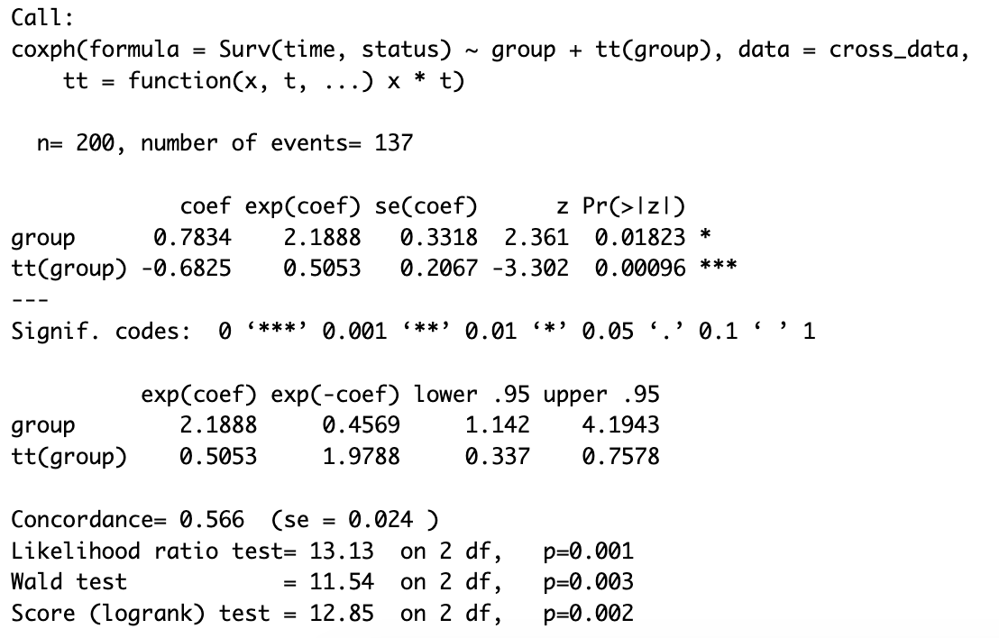 Call:
coxph(formula = Surv(time, status) ~ group + tt(group), data = cross_data,
    tt = function(x, t, ...) x * t)

  n= 200, number of events= 137

             coef exp(coef) se(coef)      z Pr(>|z|)
group      0.7834    2.1888   0.3318  2.361  0.01823 *
tt(group) -0.6825    0.5053   0.2067 -3.302  0.00096 ***
---
Signif. codes:  0 ‘***’ 0.001 ‘**’ 0.01 ‘*’ 0.05 ‘.’ 0.1 ‘ ’ 1

          exp(coef) exp(-coef) lower .95 upper .95
group        2.1888     0.4569     1.142    4.1943
tt(group)    0.5053     1.9788     0.337    0.7578

Concordance= 0.566  (se = 0.024 )
Likelihood ratio test= 13.13  on 2 df,   p=0.001
Wald test            = 11.54  on 2 df,   p=0.003
Score (logrank) test = 12.85  on 2 df,   p=0.002